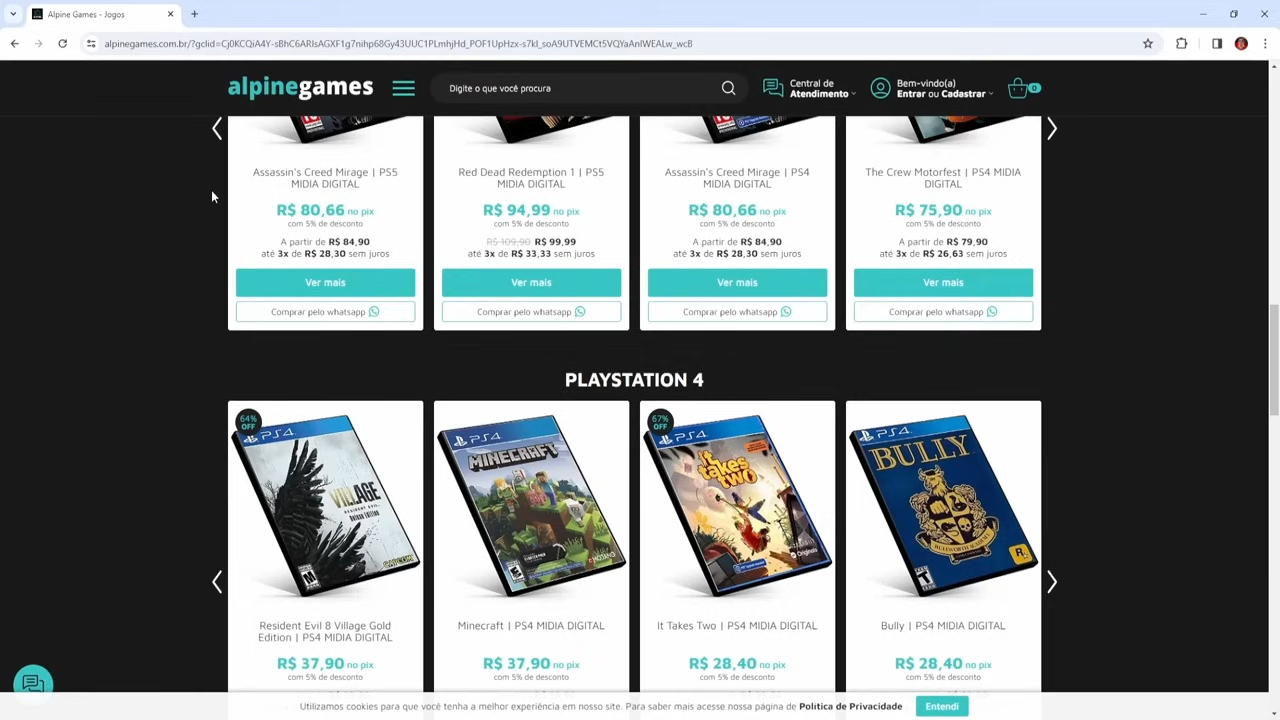 Alpine Games - Jogos
alpinegames.com.br/?gclid=Cj0KCQiA4Y-sBhC6ARIsAGXF1g7nihp68Gy43UUC1PLmhjHd_POF1UpHzx-s7kI_soA9UTVEMCt5VQYaAnIWEALw_wcB
alpinegames
Digite o que você procura
Central de
Atendimento
Bem-vindo(a)
Entrar ou Cadastrar
0
Assassin's Creed Mirage | PS5
MIDIA DIGITAL
R$ 80,66 no pix
com 5% de desconto
A partir de R$ 84,90
até 3x de R$ 28,30 sem juros
Ver mais
Comprar pelo whatsapp
Red Dead Redemption 1 | PS5
MIDIA DIGITAL
R$ 94,99 no pix
com 5% de desconto
R$ 109,90 R$ 99,99
até 3x de R$ 33,33 sem juros
Ver mais
Comprar pelo whatsapp
Assassin's Creed Mirage | PS4
MIDIA DIGITAL
R$ 80,66 no pix
com 5% de desconto
A partir de R$ 84,90
até 3x de R$ 28,30 sem juros
Ver mais
Comprar pelo whatsapp
The Crew Motorfest | PS4 MIDIA
DIGITAL
R$ 75,90 no pix
com 5% de desconto
A partir de R$ 79,90
até 3x de R$ 26,63 sem juros
Ver mais
Comprar pelo whatsapp
PLAYSTATION 4
64%
OFF
PS4
VILLAGE
RESIDENT EVIL
CAPCOM
Resident Evil 8 Village Gold
Edition | PS4 MIDIA DIGITAL
R$ 37,90 no pix
com 5% de desconto
PS4
MINECRAFT
MOJANG
Minecraft | PS4 MIDIA DIGITAL
R$ 37,90 no pix
com 5% de desconto
67%
OFF
PS4
it takes two
Originals
It Takes Two | PS4 MIDIA DIGITAL
R$ 28,40 no pix
com 5% de desconto
PS4
BULLY
BULLWORTH ACADEMY
R
Bully | PS4 MIDIA DIGITAL
R$ 28,40 no pix
com 5% de desconto
Utilizamos cookies para que você tenha a melhor experiência em nosso site. Para saber mais acesse nossa página de Politica de Privacidade
Entendi